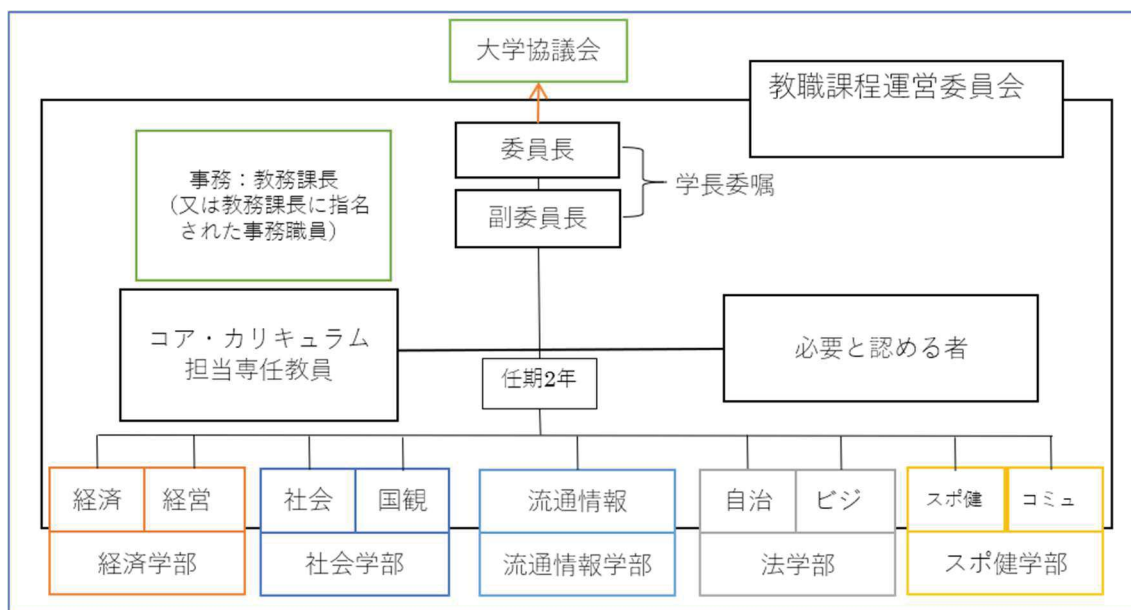 大学協議会
教職課程運営委員会
委員長
学長委嘱
副委員長
事務：教務課長
（又は教務課長に指名
された事務職員）
コア・カリキュラム
担当専任教員
必要と認める者
任期2年
経済
経営
社会
国観
流通情報
自治
ビジ
スポ健
コミュ
経済学部
社会学部
流通情報学部
法学部
スポ健学部